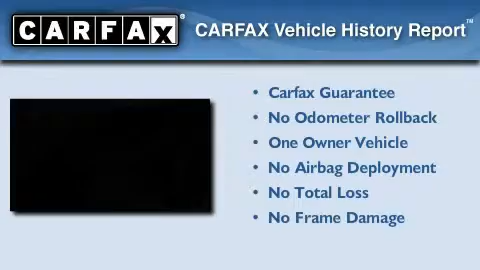 CARFAX® CARFAX Vehicle History Report™
• Carfax Guarantee
• No Odometer Rollback
• One Owner Vehicle
• No Airbag Deployment
• No Total Loss
• No Frame Damage